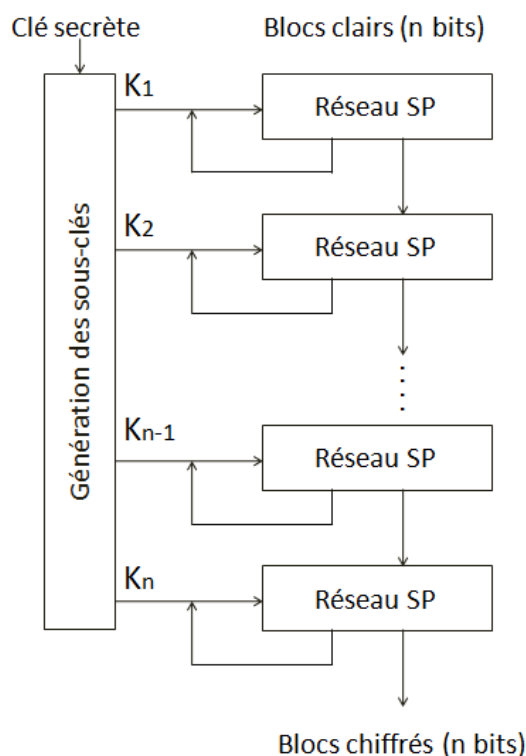 Clé secrète
Blocs clairs (n bits)
K1
Réseau SP
K2
Réseau SP
Génération des sous-clés
Kn-1
Réseau SP
Kn
Réseau SP
Blocs chiffrés (n bits)